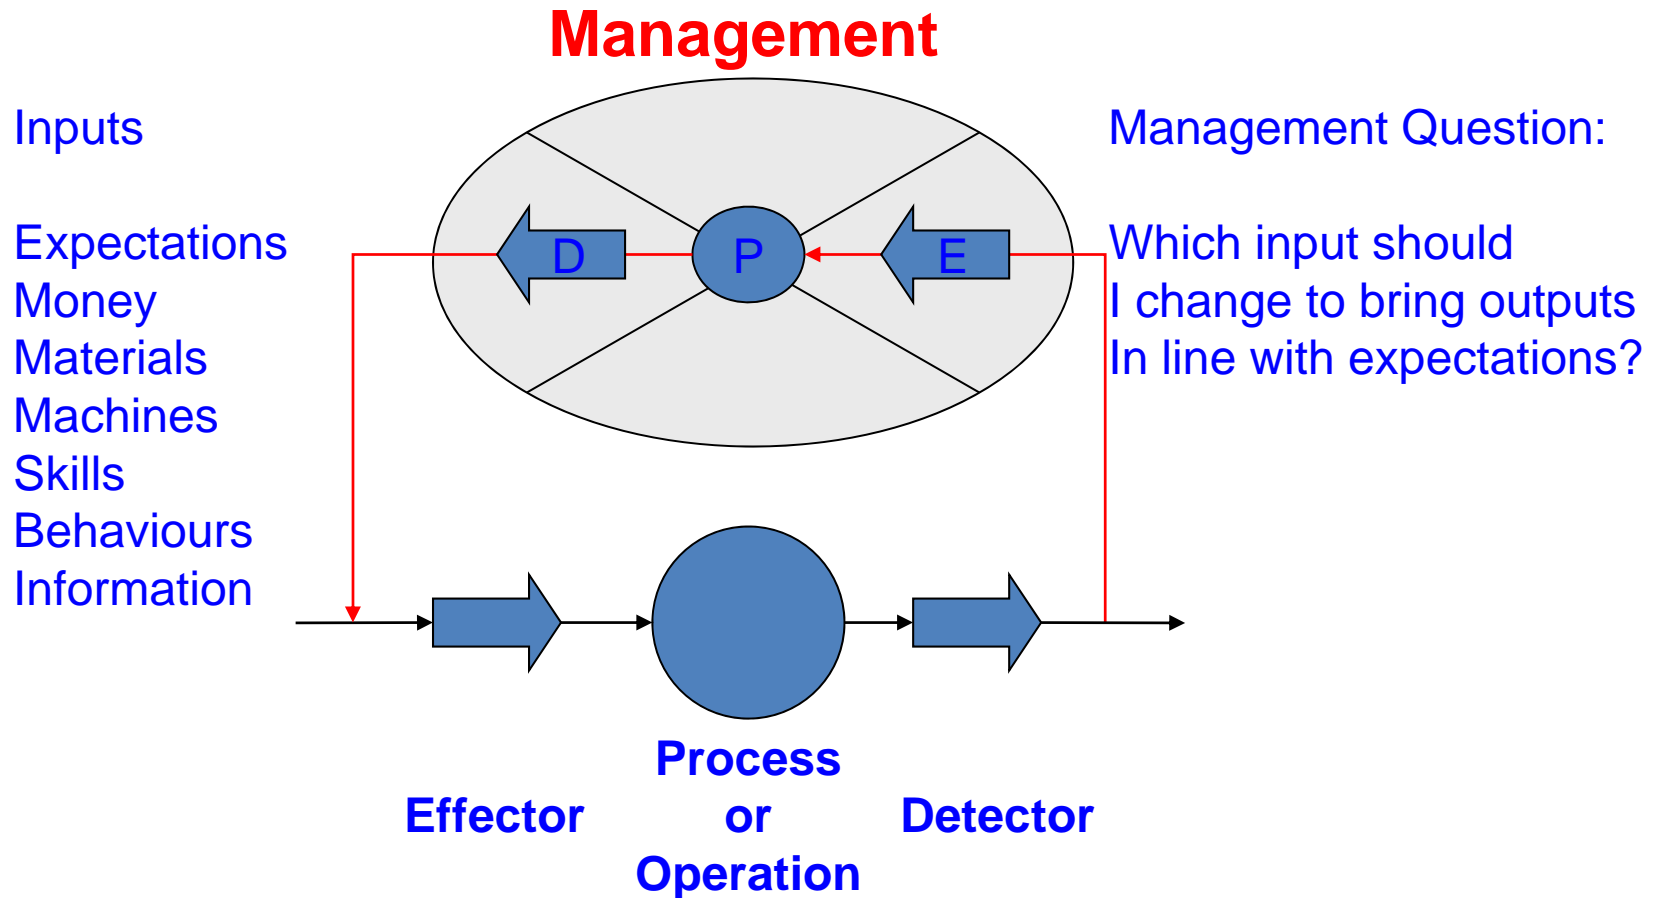 Management
Inputs
Expectations
Money
Materials
Machines
Skills
Behaviours
Information
D
P
E
Management Question:
Which input should
I change to bring outputs
In line with expectations?
Effector
Process
or
Operation
Detector